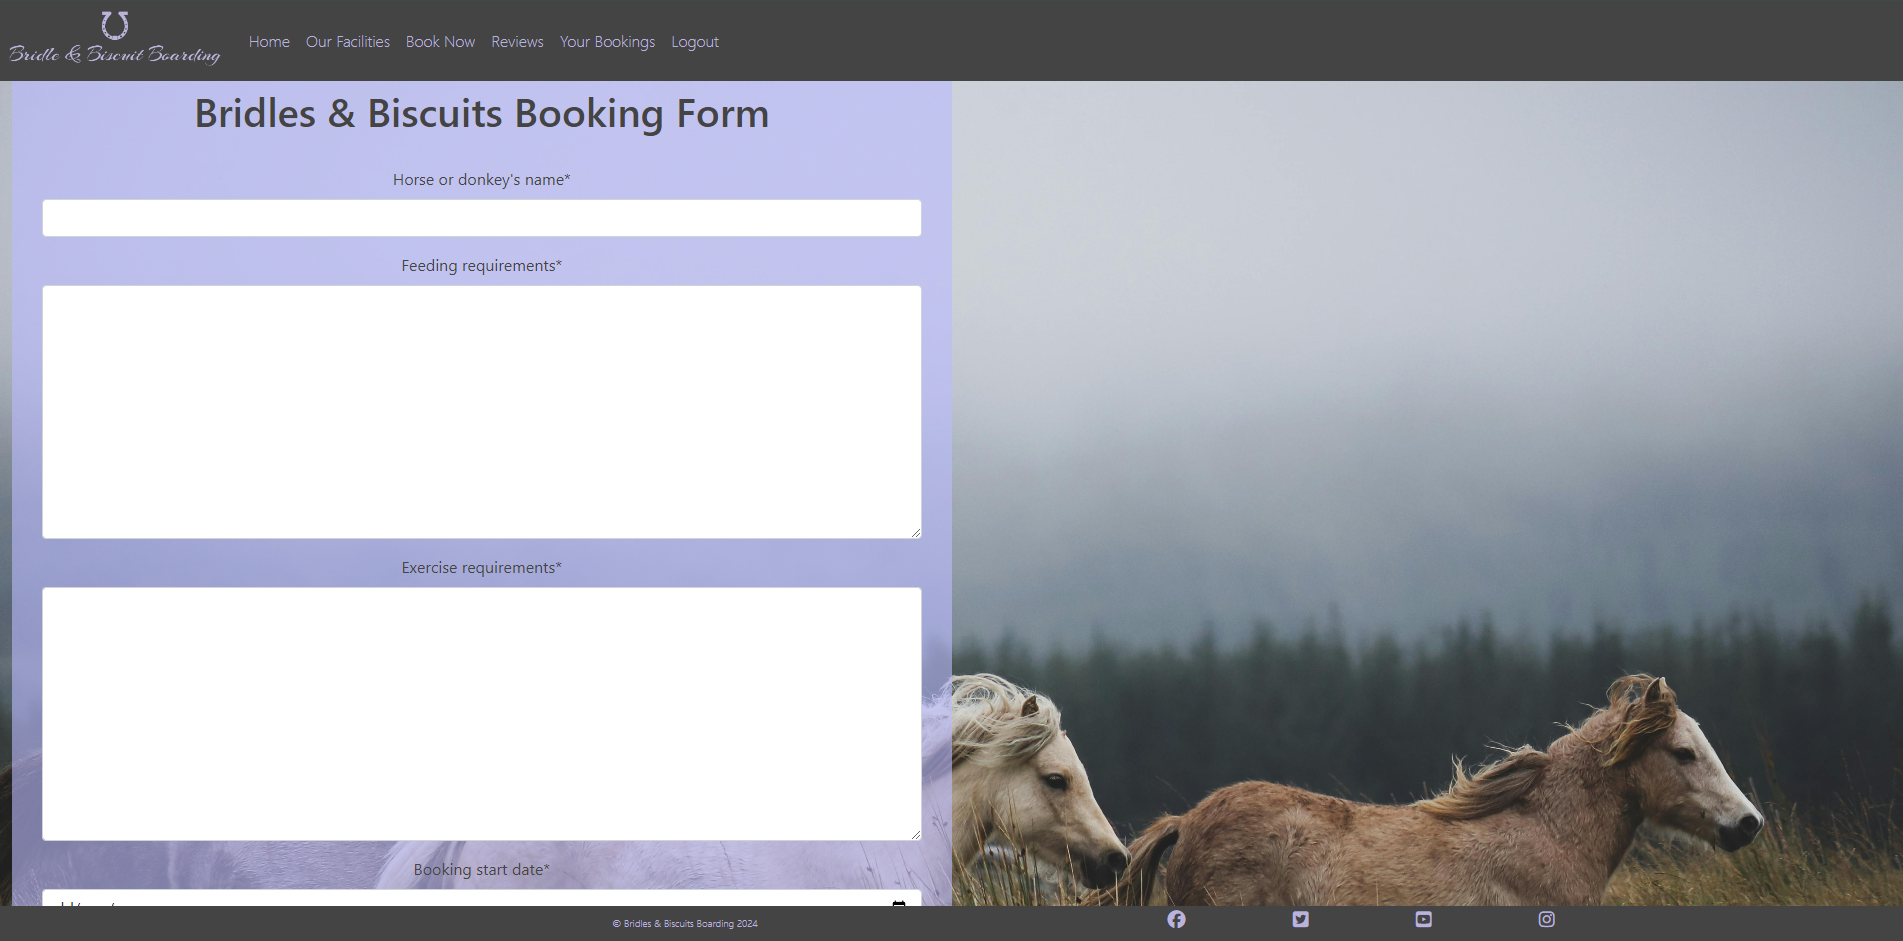 Bridle & Biscuit Boarding
Home Our Facilities Book Now Reviews Your Bookings Logout
Bridles & Biscuits Booking Form
Horse or donkey's name*
Feeding requirements*
Exercise requirements*
Booking start date*
© Bridles & Biscuits Boarding 2024